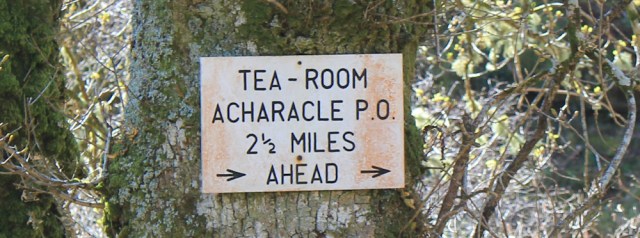 TEA-ROOM
ACHARACLE P.O.
2½ MILES
→ AHEAD →